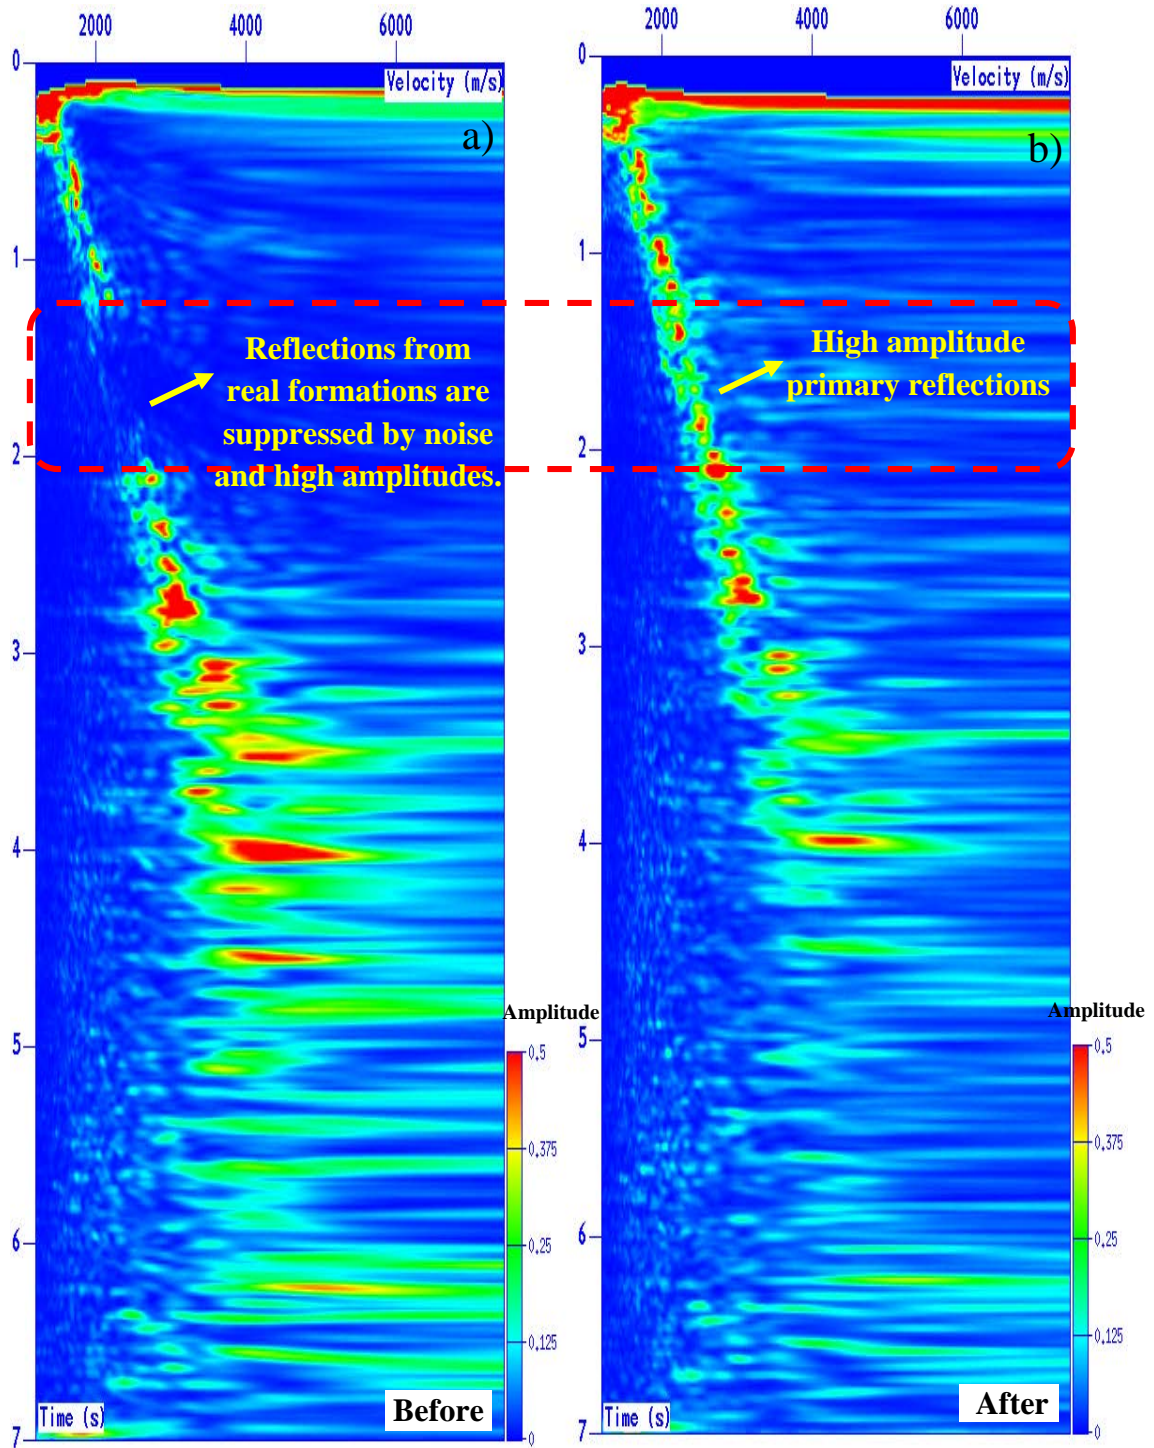 2000 4000 6000
0
Velocity (m/s)
a)
1
Reflections from
real formations are
suppressed by noise
and high amplitudes.
2
3
4
5
6
7
Amplitude
0.5
0.375
0.25
0.125
0
Time (s)
Before
2000 4000 6000
0
Velocity (m/s)
b)
1
High amplitude
primary reflections
2
3
4
5
6
7
Amplitude
0.5
0.375
0.25
0.125
0
Time (s)
After